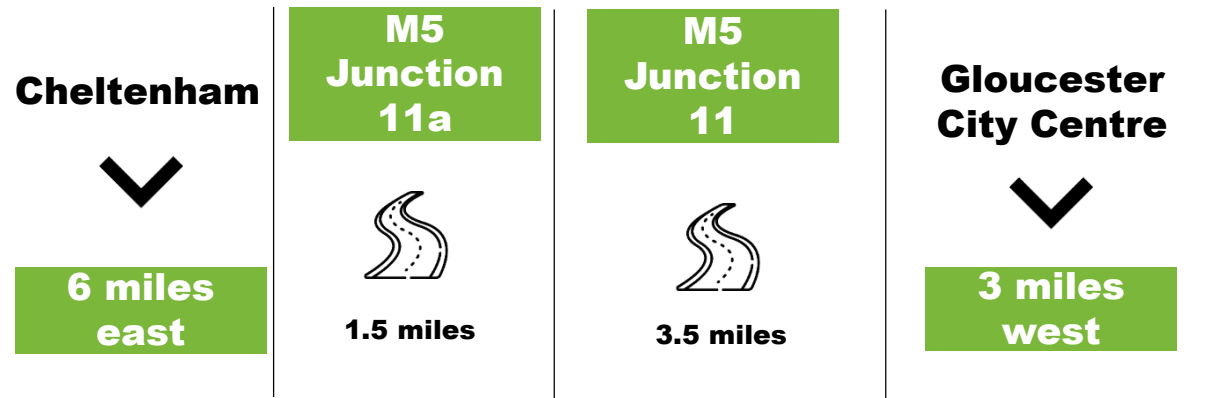 Cheltenham
6 miles
east
M5
Junction
11a
1.5 miles
M5
Junction
11
3.5 miles
Gloucester
City Centre
3 miles
west